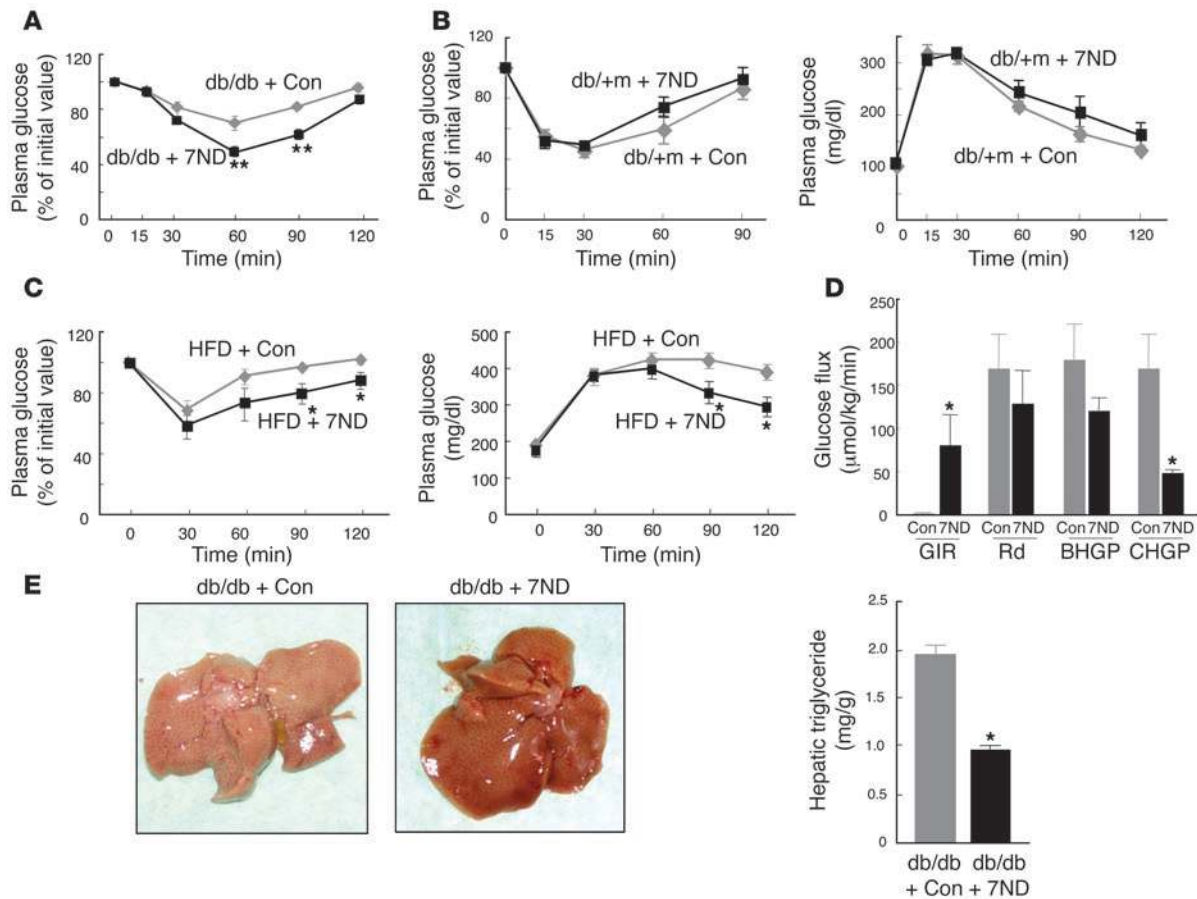 A
Plasma glucose
(% of initial value)
120
80
40
0
db/db + Con
db/db + 7ND
**
**
0 15 30 60 90 120
Time (min)
B
Plasma glucose
(% of initial value)
120
80
40
0
db/+m + 7ND
db/+m + Con
0 15 30 60 90
Time (min)
Plasma glucose
(mg/dl)
300
200
100
0
db/+m + 7ND
db/+m + Con
0 15 30 60 90 120
Time (min)
C
Plasma glucose
(% of initial value)
120
80
40
0
HFD + Con
HFD + 7ND
*
*
0 30 60 90 120
Time (min)
Plasma glucose
(mg/dl)
500
400
300
200
100
0
HFD + Con
HFD + 7ND
*
*
0 30 60 90 120
Time (min)
D
Glucose flux
(μmol/kg/min)
250
200
150
100
50
0
*
*
Con 7ND Con 7ND Con 7ND Con 7ND
GIR Rd BHGP CHGP
E
db/db + Con
db/db + 7ND
Hepatic triglyceride
(mg/g)
2.5
2.0
1.5
1.0
0.5
0
*
db/db db/db
+ Con + 7ND